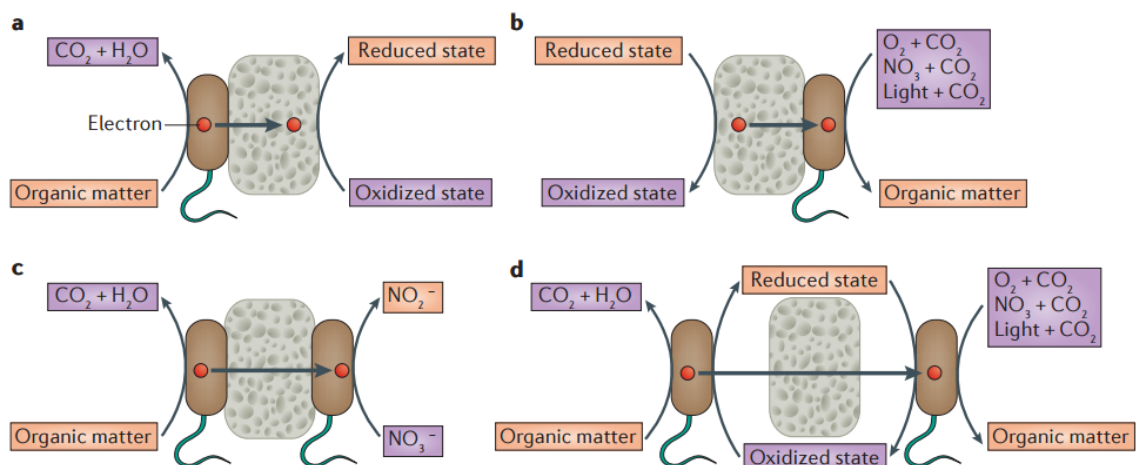 a
CO₂ + H₂O
Reduced state
Electron
Organic matter
Oxidized state
b
Reduced state
O₂ + CO₂
NO₃ + CO₂
Light + CO₂
Oxidized state
Organic matter
c
CO₂ + H₂O
NO₂⁻
Organic matter
NO₃⁻
d
CO₂ + H₂O
Reduced state
O₂ + CO₂
NO₃ + CO₂
Light + CO₂
Organic matter
Oxidized state
Organic matter